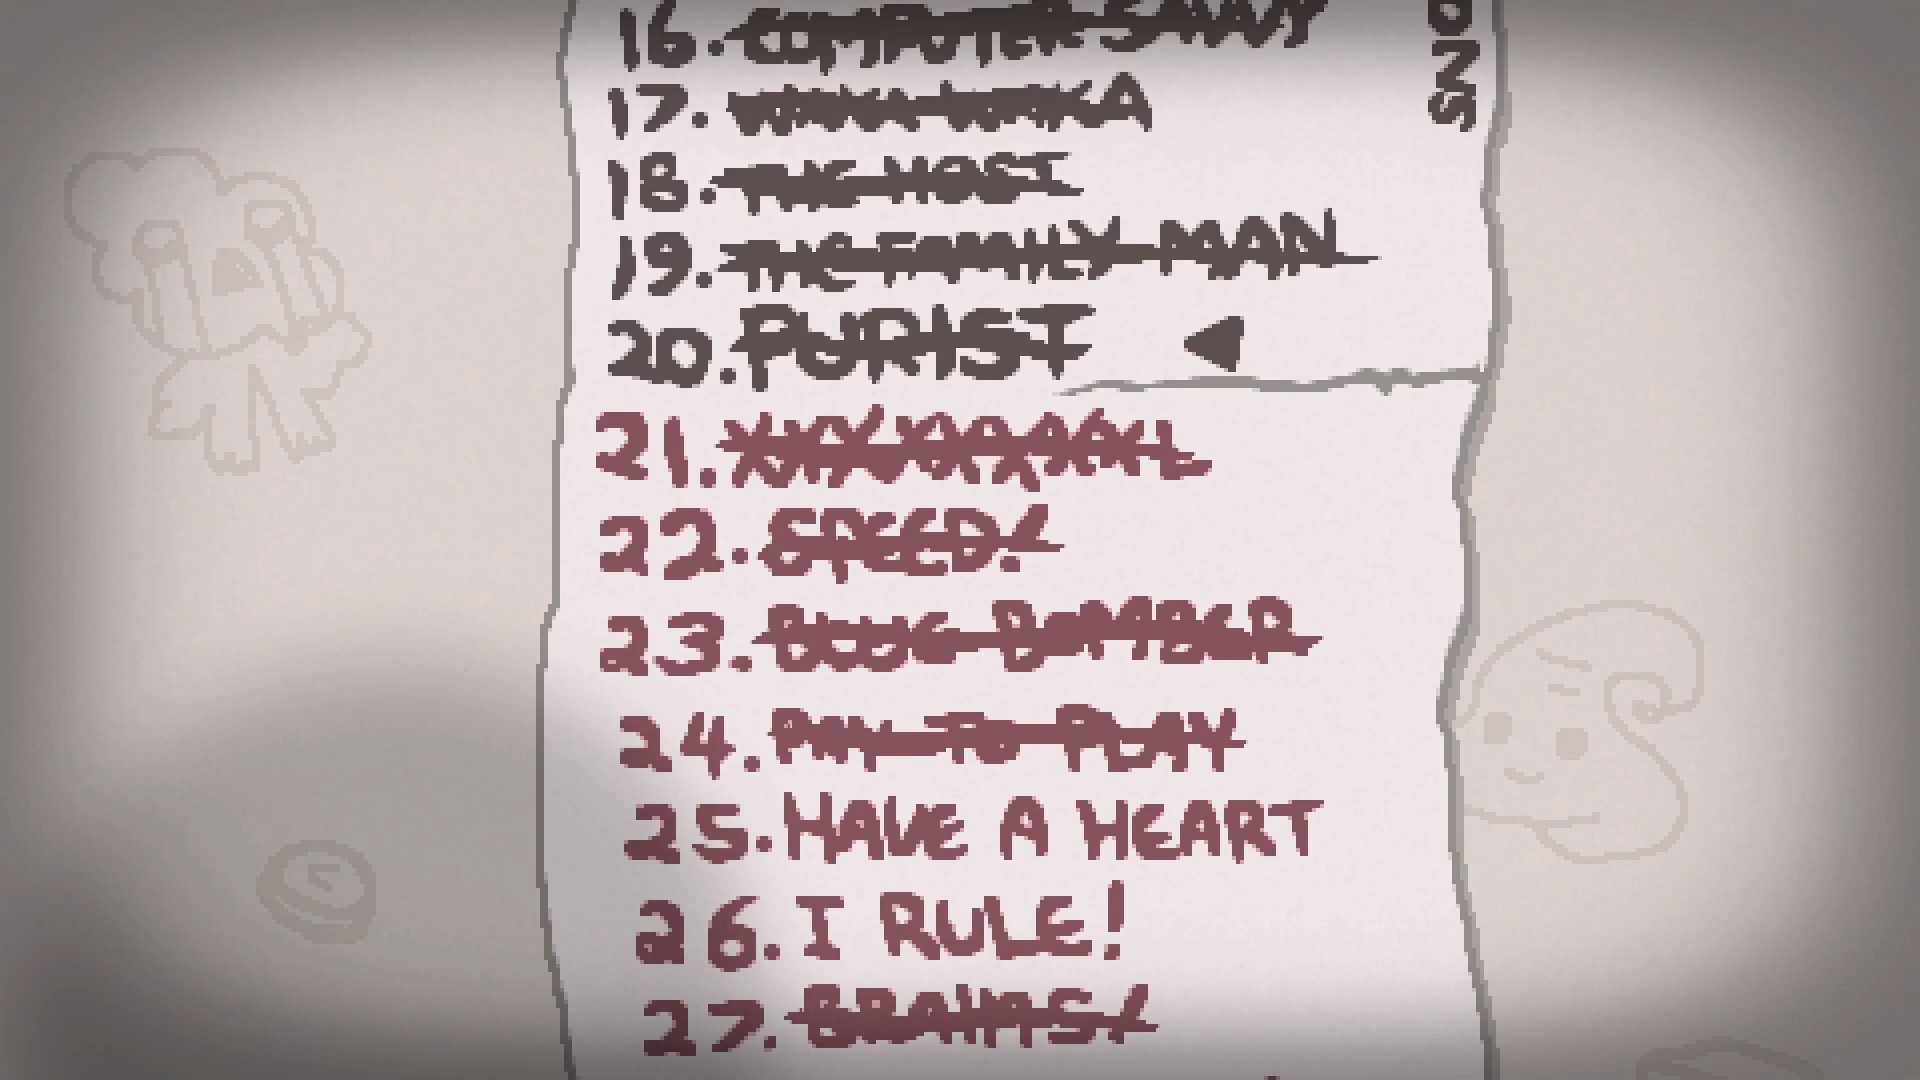 16. COMPUTER SAVVY
17. WAKA WAKA
18. THE HOST
19. THE FAMILY MAN
20. PURIST
21. XXXXXXXXL
22. SPEED!
23. BLUE BOMBER
24. PAY TO PLAY
25. HAVE A HEART
26. I RULE!
27. BRAINS!
ONS